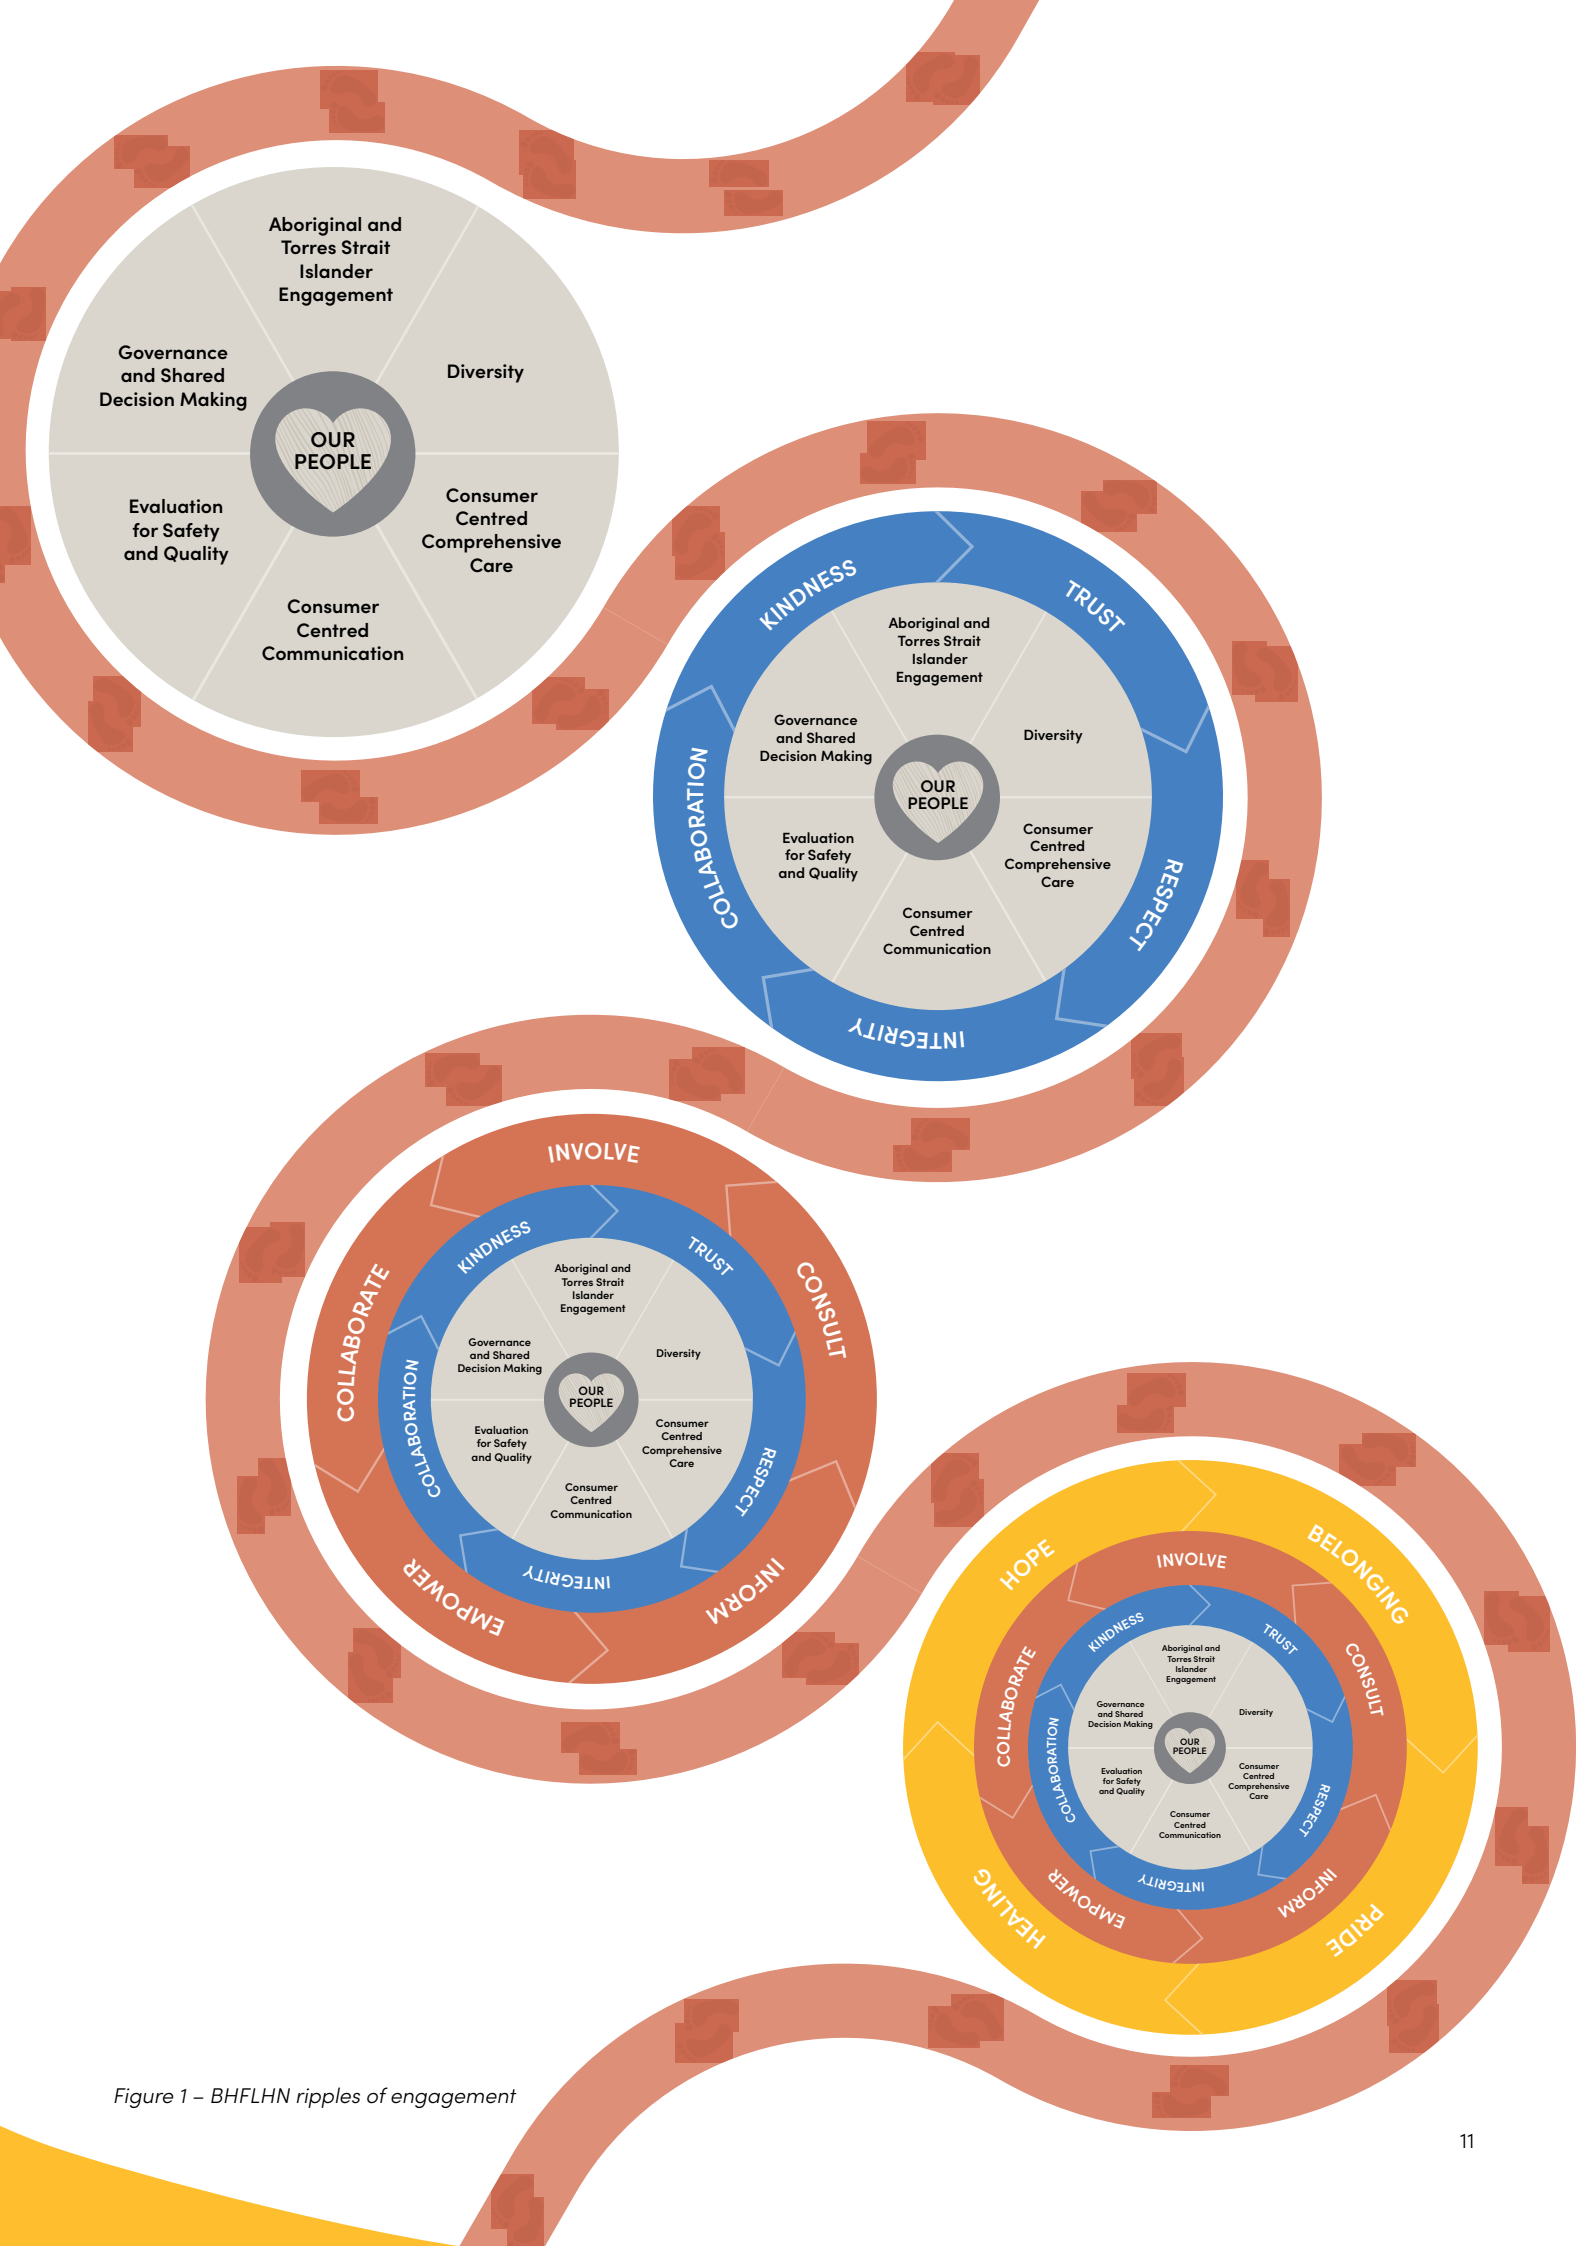 Aboriginal and
Torres Strait
Islander
Engagement
Diversity
Governance
and Shared
Decision Making
OUR
PEOPLE
Consumer
Centred
Comprehensive
Care
Evaluation
for Safety
and Quality
Consumer
Centred
Communication
KINDNESS
TRUST
RESPECT
INTEGRITY
COLLABORATION
Aboriginal and
Torres Strait
Islander
Engagement
Diversity
Governance
and Shared
Decision Making
OUR
PEOPLE
Consumer
Centred
Comprehensive
Care
Evaluation
for Safety
and Quality
Consumer
Centred
Communication
INVOLVE
CONSULT
INFORM
EMPOWER
COLLABORATE
KINDNESS
TRUST
RESPECT
INTEGRITY
COLLABORATION
Aboriginal and
Torres Strait
Islander
Engagement
Diversity
Governance
and Shared
Decision Making
OUR
PEOPLE
Consumer
Centred
Comprehensive
Care
Evaluation
for Safety
and Quality
Consumer
Centred
Communication
HOPE
BELONGING
PRIDE
HEALING
INVOLVE
CONSULT
INFORM
EMPOWER
COLLABORATE
KINDNESS
TRUST
RESPECT
INTEGRITY
COLLABORATION
Aboriginal and
Torres Strait
Islander
Engagement
Diversity
Governance
and Shared
Decision Making
OUR
PEOPLE
Consumer
Centred
Comprehensive
Care
Evaluation
for Safety
and Quality
Consumer
Centred
Communication
Figure 1 – BHFLHN ripples of engagement
11